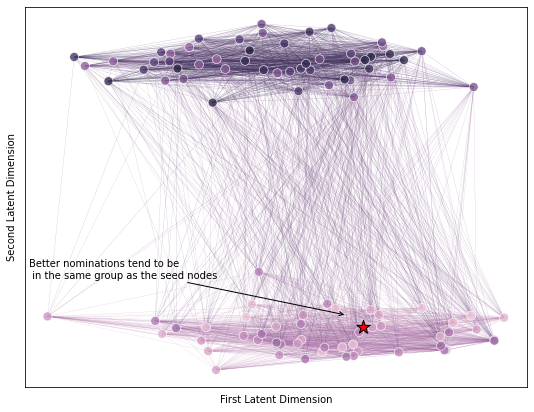 Second Latent Dimension
Better nominations tend to be
in the same group as the seed nodes
First Latent Dimension